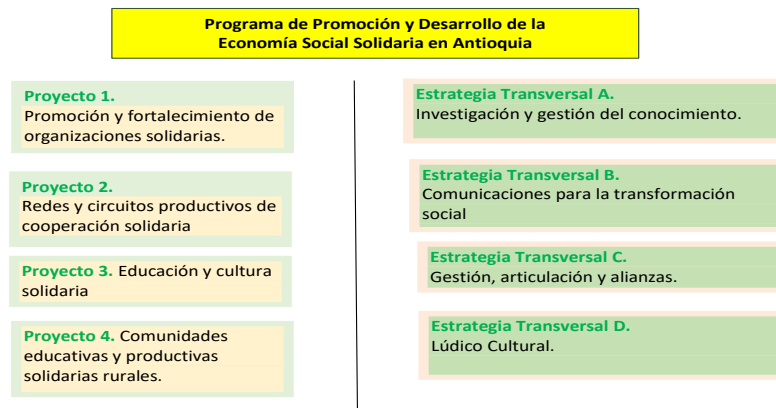 Programa de Promoción y Desarrollo de la
Economía Social Solidaria en Antioquia
Proyecto 1.
Promoción y fortalecimiento de
organizaciones solidarias.
Proyecto 2.
Redes y circuitos productivos de
cooperación solidaria
Proyecto 3. Educación y cultura
solidaria
Proyecto 4. Comunidades
educativas y productivas
solidarias rurales.
Estrategia Transversal A.
Investigación y gestión del conocimiento.
Estrategia Transversal B.
Comunicaciones para la transformación
social
Estrategia Transversal C.
Gestión, articulación y alianzas.
Estrategia Transversal D.
Lúdico Cultural.